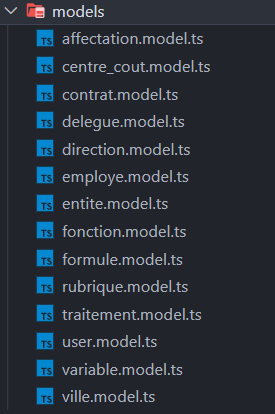 models
TS affectation.model.ts
TS centre_cout.model.ts
TS contrat.model.ts
TS delegue.model.ts
TS direction.model.ts
TS employe.model.ts
TS entite.model.ts
TS fonction.model.ts
TS formule.model.ts
TS rubrique.model.ts
TS traitement.model.ts
TS user.model.ts
TS variable.model.ts
TS ville.model.ts